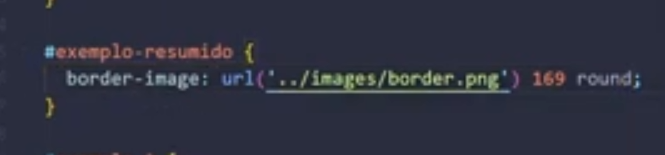 }
#exemplo-resumido {
border-image: url('../images/border.png') 169 round;
}